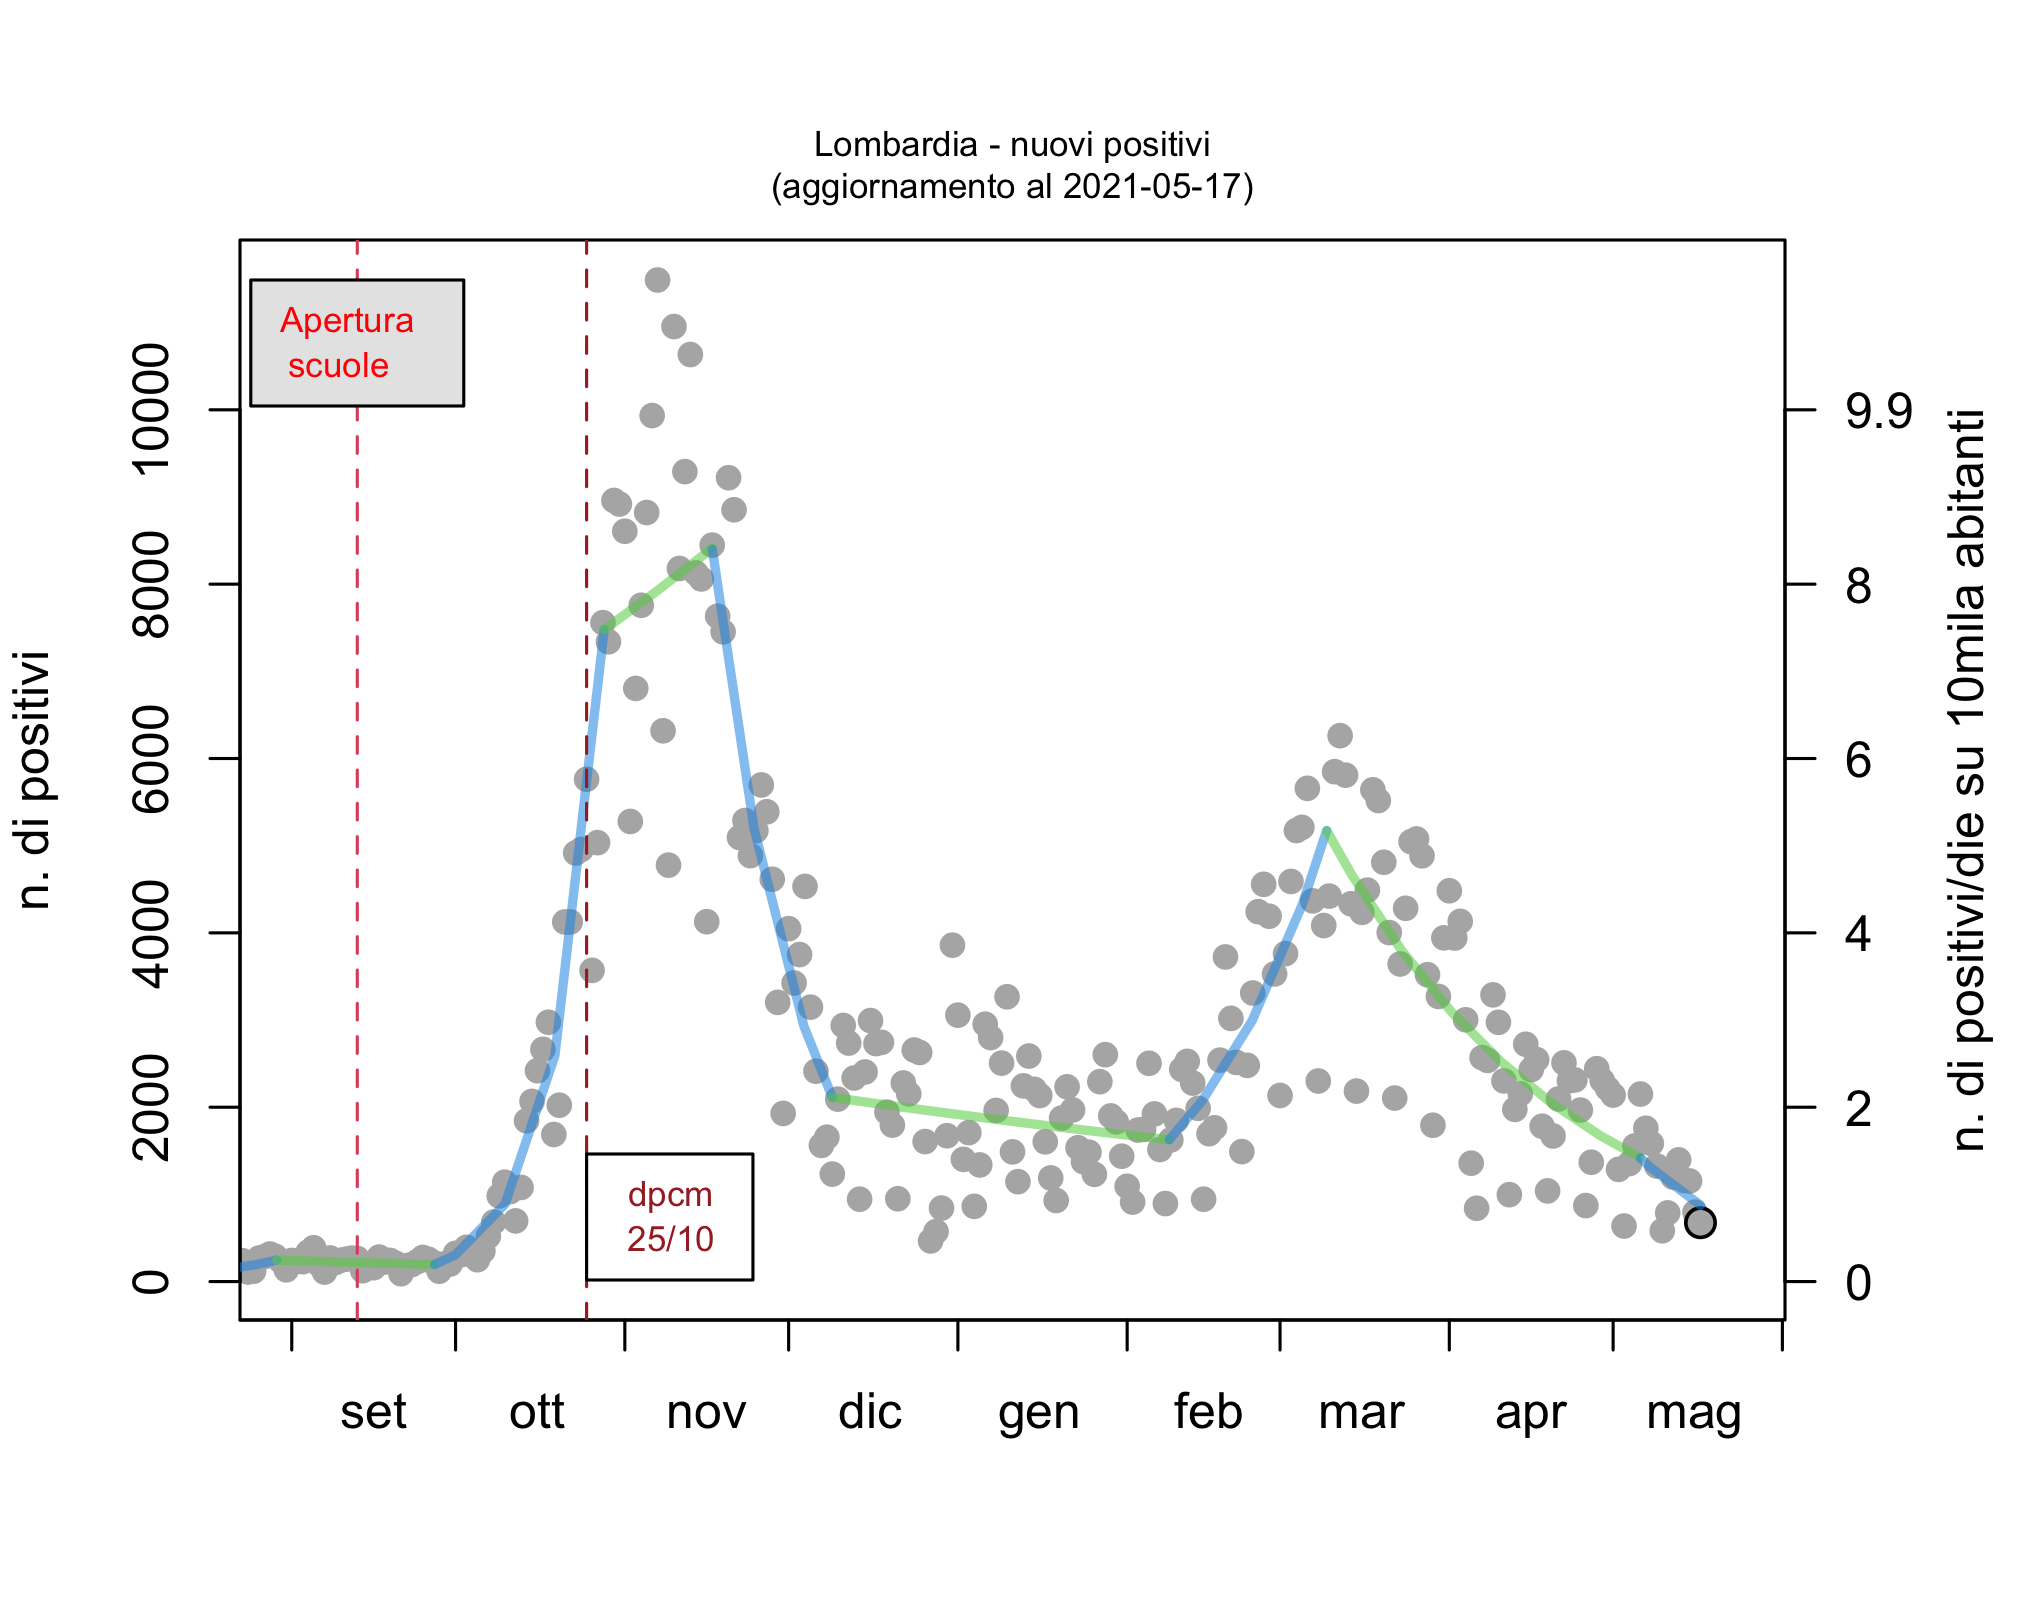 Lombardia - nuovi positivi
(aggiornamento al 2021-05-17)
Apertura
scuole
dpcm
25/10
n. di positivi
0
2000
4000
6000
8000
10000
0
2
4
6
8
9.9
n. di positivi/die su 10mila abitanti
set ott nov dic gen feb mar apr mag